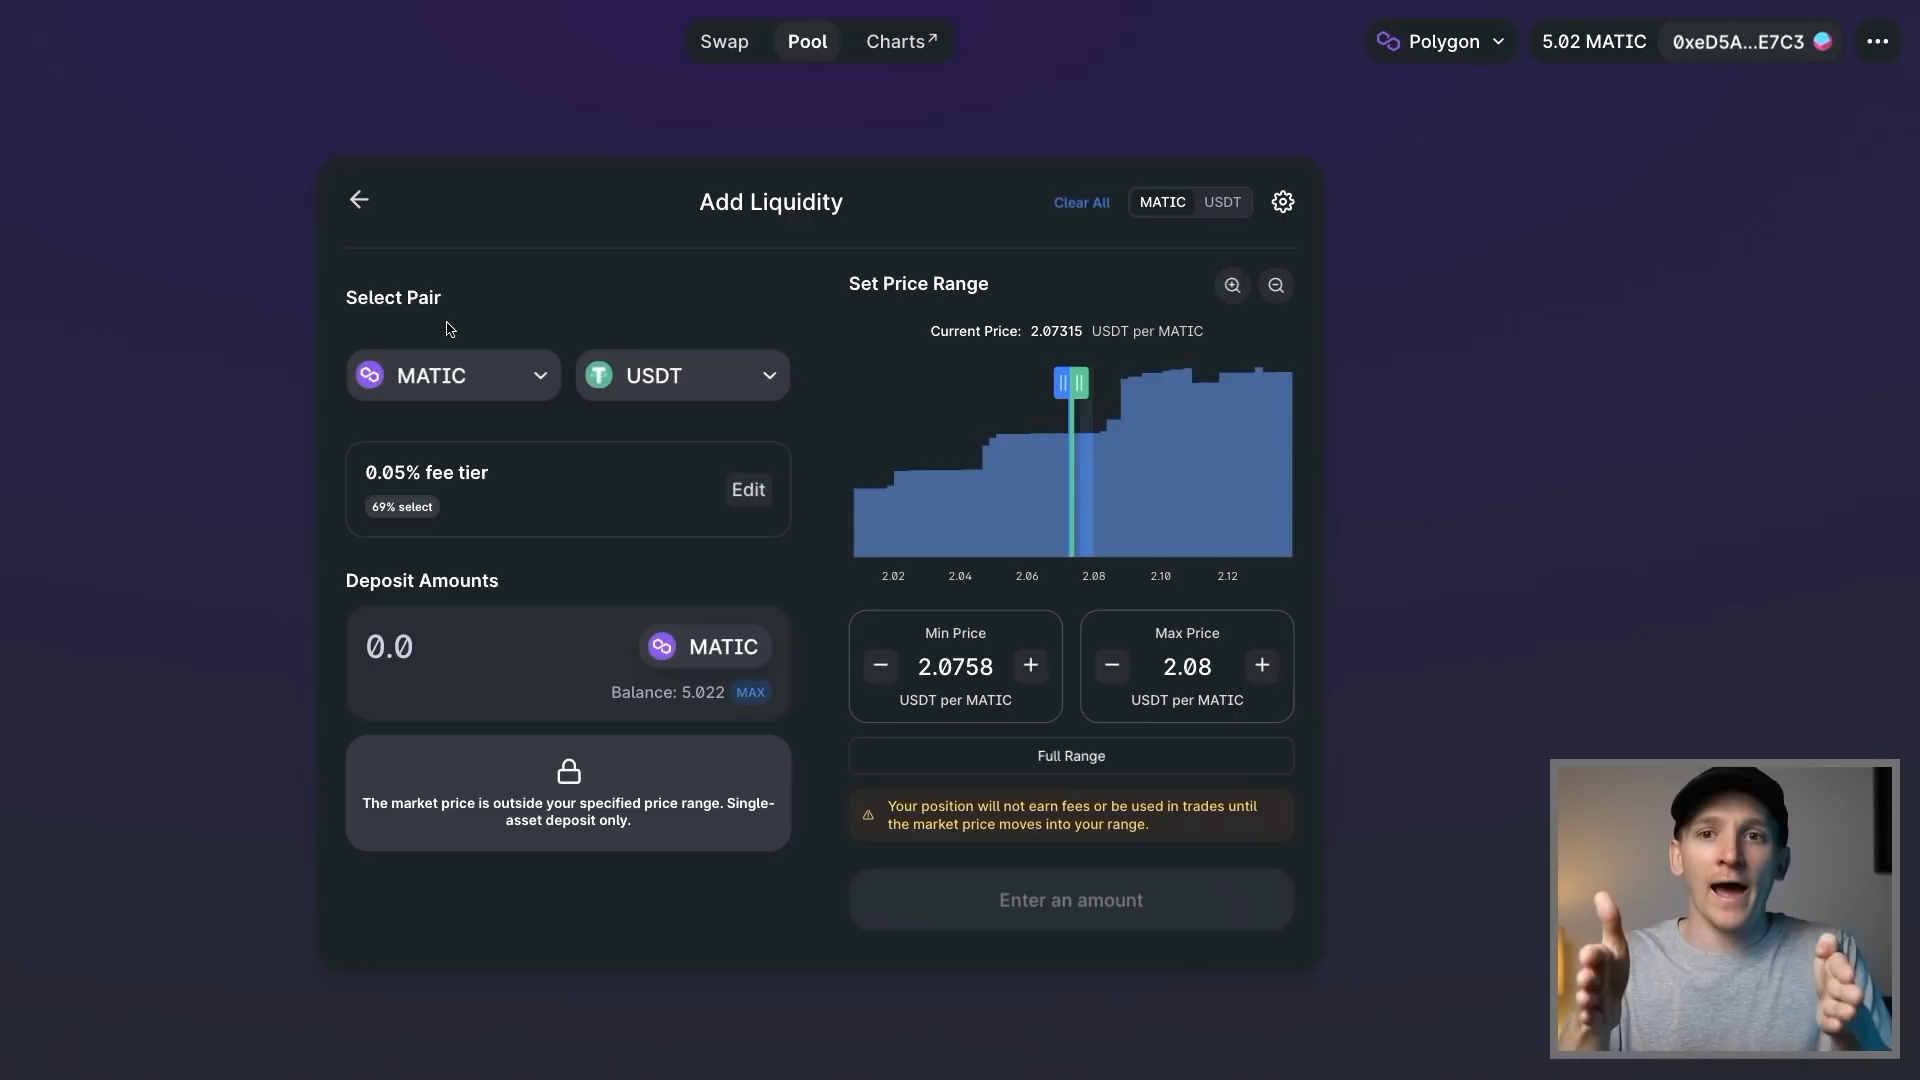 Swap Pool Charts↗
Polygon 5.02 MATIC 0xeD5A...E7C3
Add Liquidity
Clear All MATIC USDT
Select Pair
MATIC USDT
0.05% fee tier
69% select
Edit
Deposit Amounts
0.0 MATIC
Balance: 5.022 MAX
The market price is outside your specified price range. Single-
asset deposit only.
Set Price Range
Current Price: 2.07315 USDT per MATIC
2.02 2.04 2.06 2.08 2.10 2.12
Min Price
2.0758
USDT per MATIC
Max Price
2.08
USDT per MATIC
Full Range
Your position will not earn fees or be used in trades until
the market price moves into your range.
Enter an amount